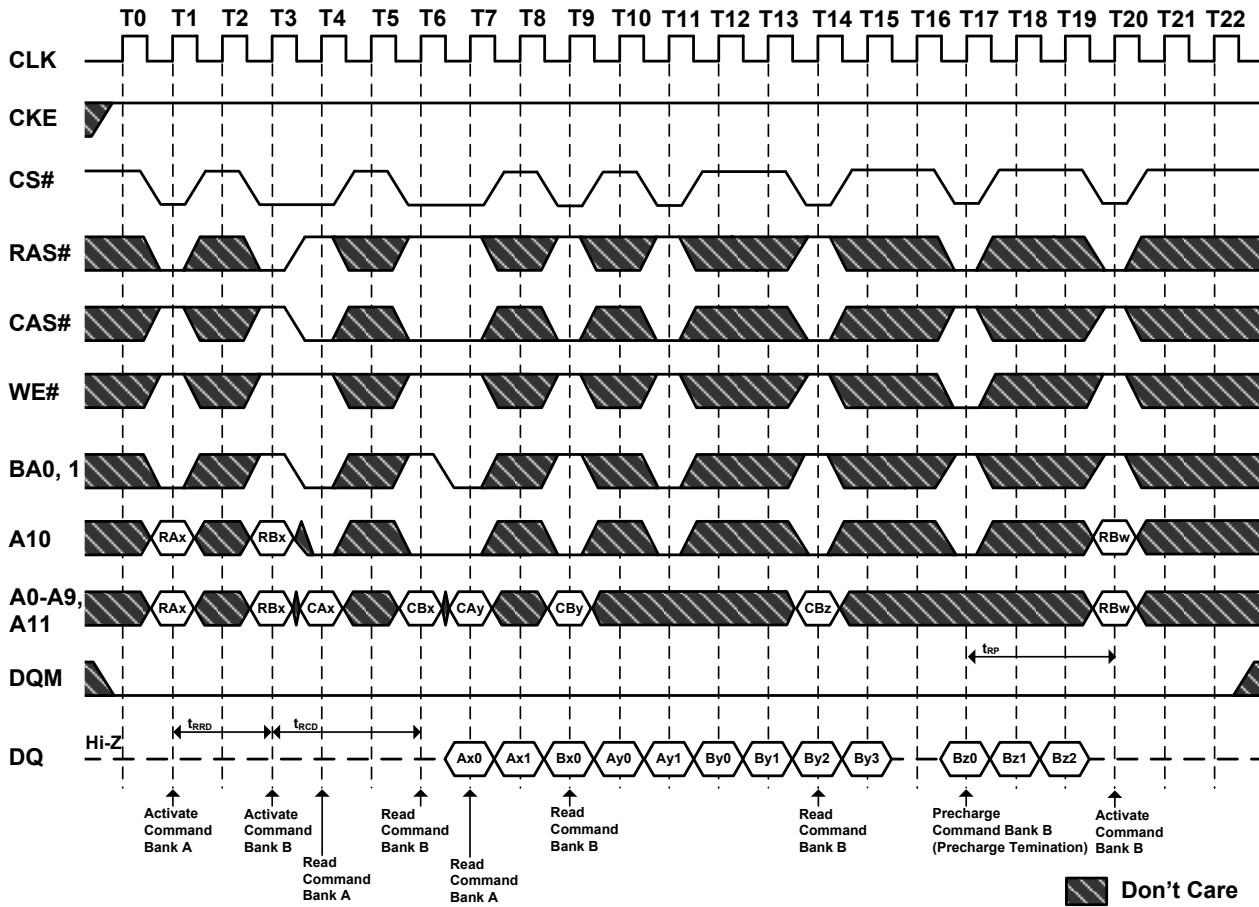 T0 T1 T2 T3 T4 T5 T6 T7 T8 T9 T10 T11 T12 T13 T14 T15 T16 T17 T18 T19 T20 T21 T22
CLK
CKE
CS#
RAS#
CAS#
WE#
BA0, 1
A10
RAx RBx RBw
A0-A9,
A11
RAx RBx CAx CBx CAy CBy CBz RBw
tRP
DQM
tRRD tRCD
Hi-Z
DQ
Ax0 Ax1 Bx0 Ay0 Ay1 By0 By1 By2 By3 Bz0 Bz1 Bz2
Activate
Command
Bank A
Activate
Command
Bank B
Read
Command
Bank A
Read
Command
Bank B
Read
Command
Bank A
Read
Command
Bank B
Read
Command
Bank B
Precharge
Command Bank B
(Precharge Temination)
Activate
Command
Bank B
Don't Care